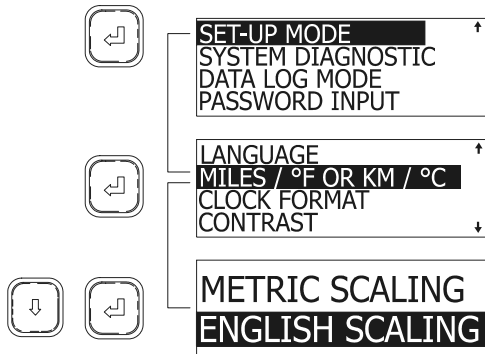 SET-UP MODE
SYSTEM DIAGNOSTIC
DATA LOG MODE
PASSWORD INPUT
LANGUAGE
MILES / °F OR KM / °C
CLOCK FORMAT
CONTRAST
METRIC SCALING
ENGLISH SCALING